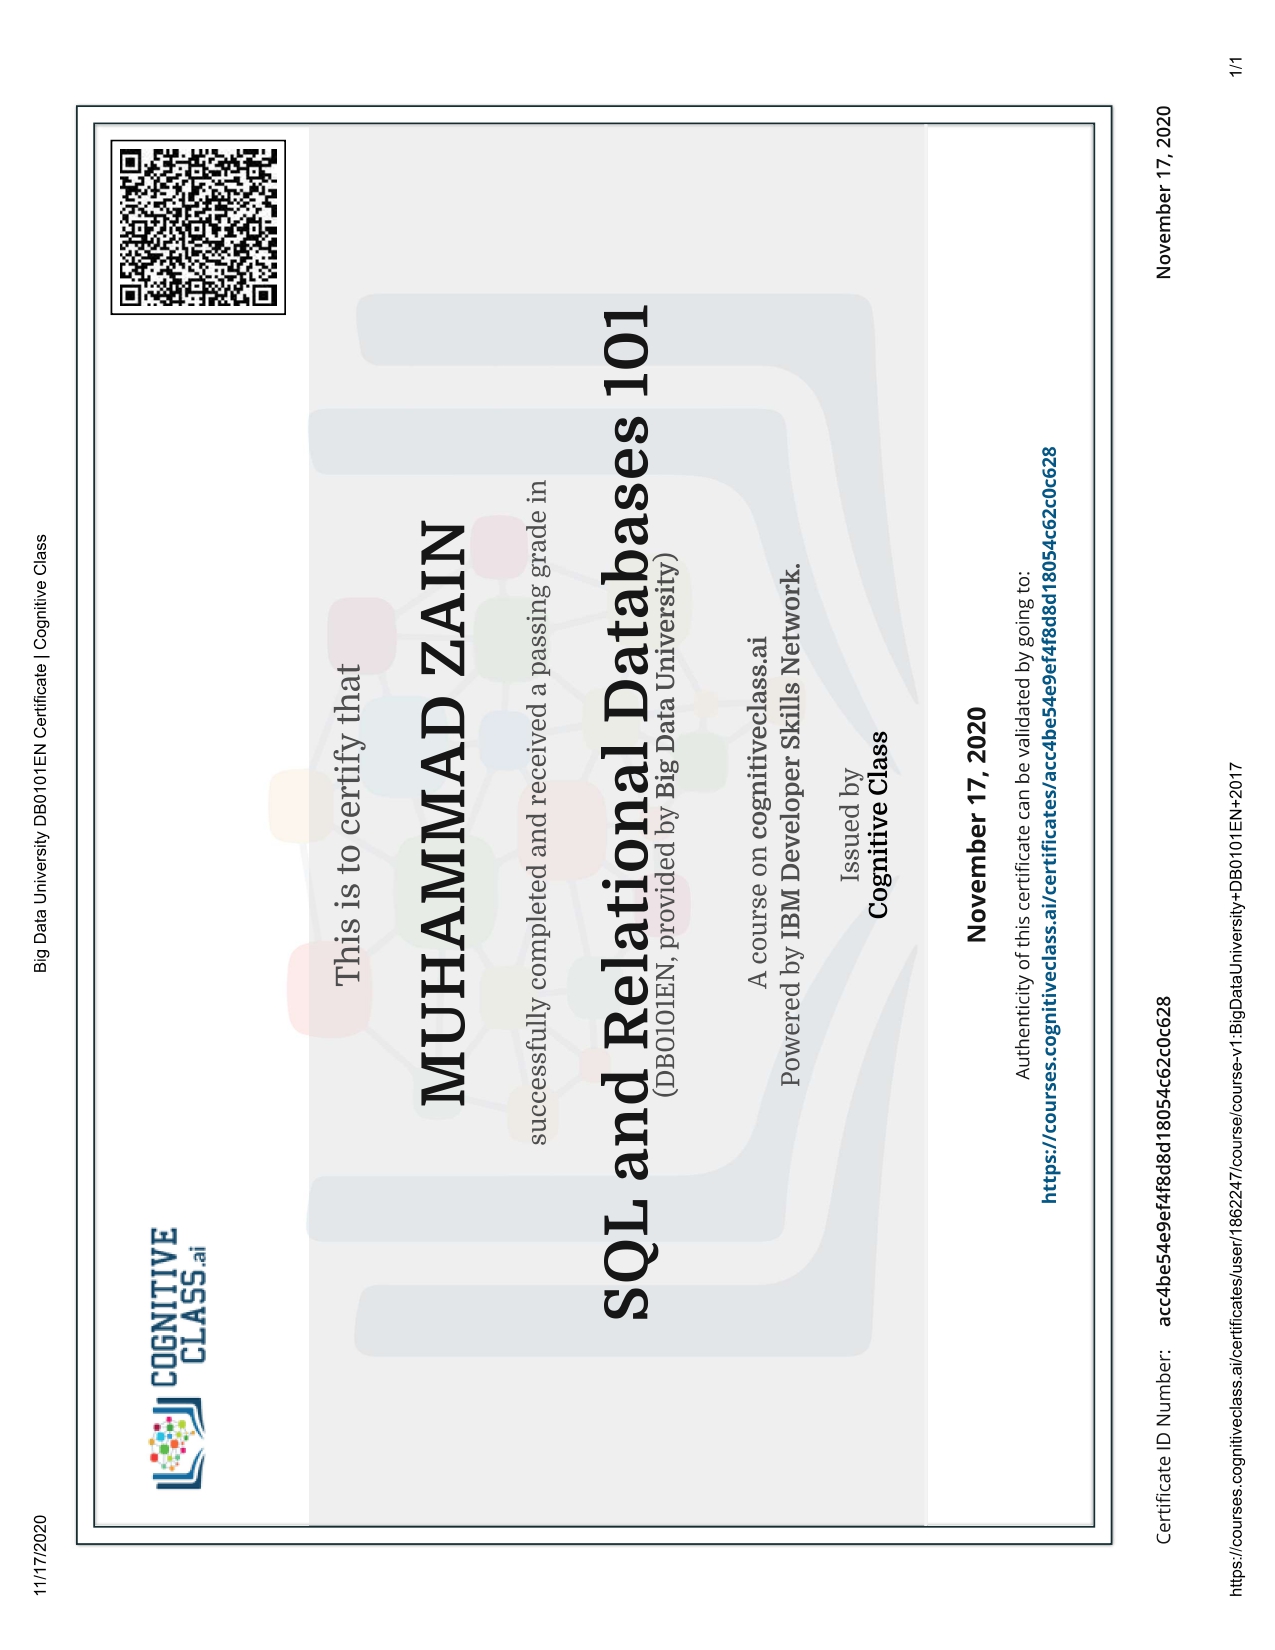 11/17/2020
Big Data University DB0101EN Certificate | Cognitive Class
COGNITIVE
CLASS.ai
This is to certify that
MUHAMMAD ZAIN
successfully completed and received a passing grade in
SQL and Relational Databases 101
(DB0101EN, provided by Big Data University)
A course on cognitiveclass.ai
Powered by IBM Developer Skills Network.
Issued by
Cognitive Class
November 17, 2020
Authenticity of this certificate can be validated by going to:
https://courses.cognitiveclass.ai/certificates/acc4be54e9ef4f8d8d18054c62c0c628
Certificate ID Number: acc4be54e9ef4f8d8d18054c62c0c628
November 17, 2020
https://courses.cognitiveclass.ai/certificates/user/1862247/course/course-v1:BigDataUniversity+DB0101EN+2017
1/1